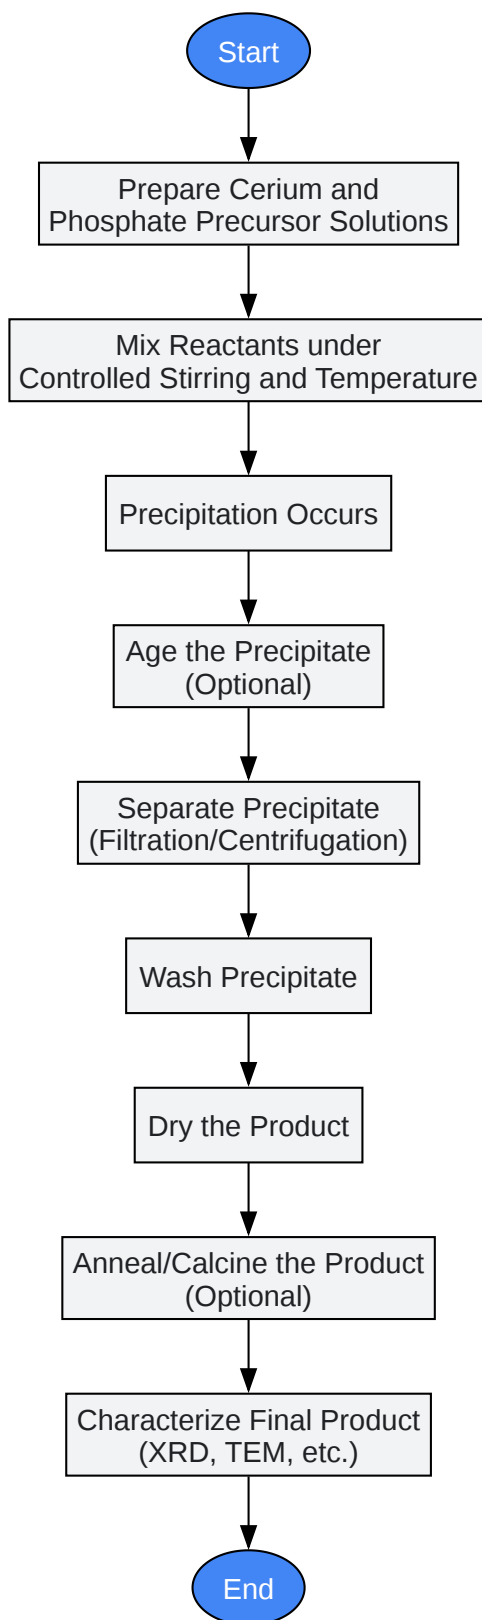 Start
Prepare Cerium and
Phosphate Precursor Solutions
Mix Reactants under
Controlled Stirring and Temperature
Precipitation Occurs
Age the Precipitate
(Optional)
Separate Precipitate
(Filtration/Centrifugation)
Wash Precipitate
Dry the Product
Anneal/Calcine the Product
(Optional)
Characterize Final Product
(XRD, TEM, etc.)
End